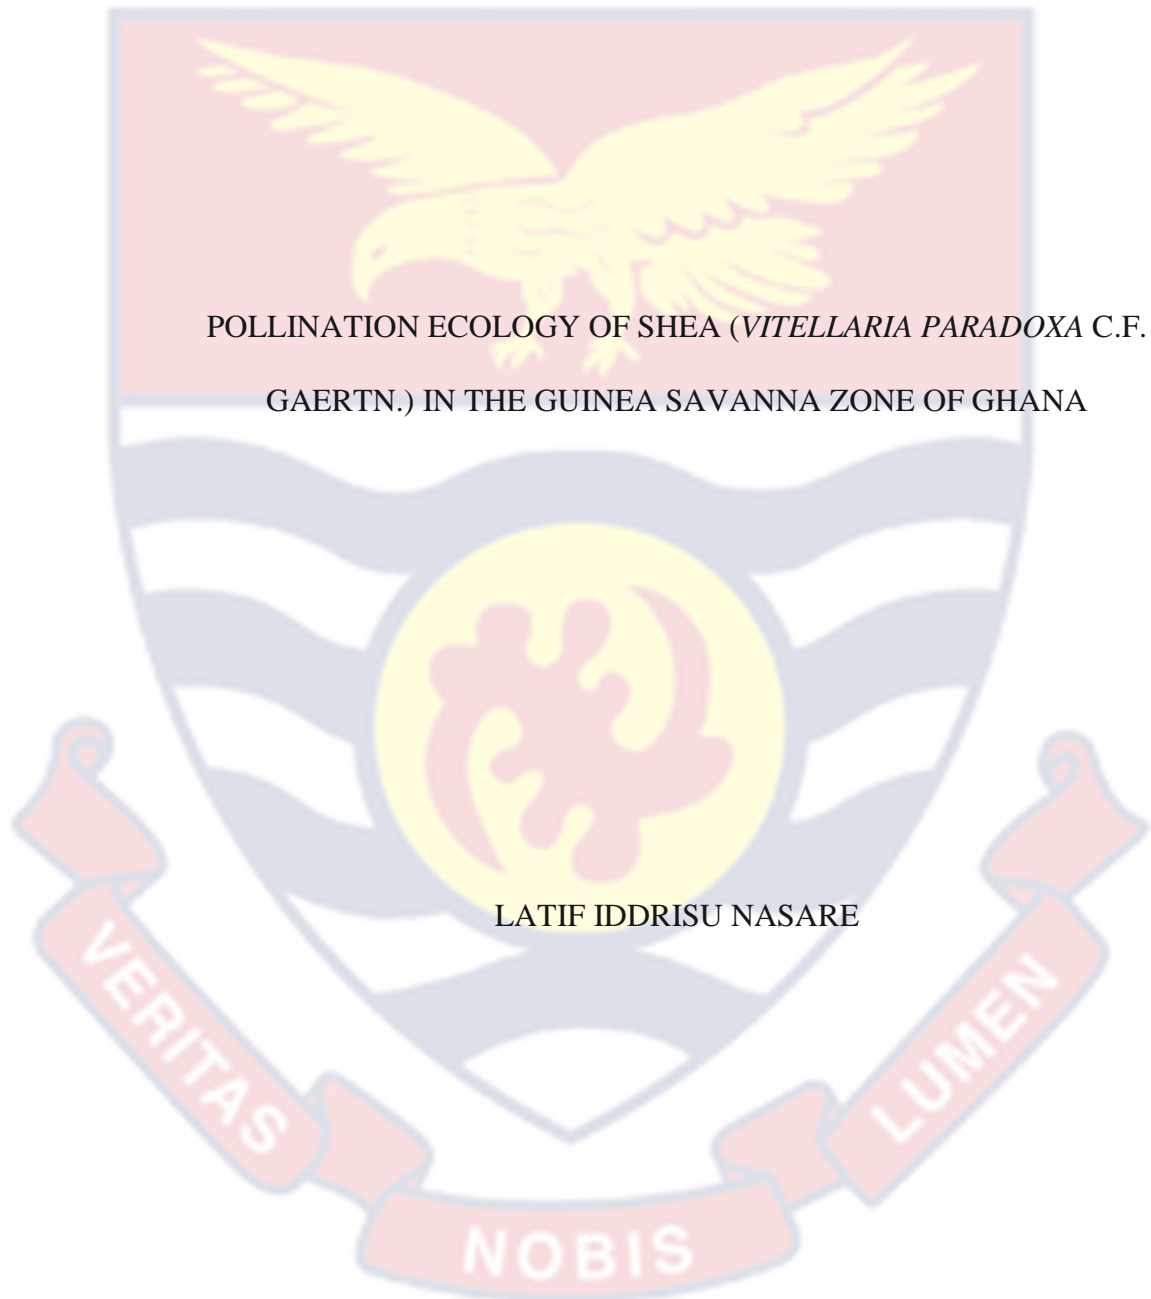 POLLINATION ECOLOGY OF SHEA (VITELLARIA PARADOXA C.F.
GAERTN.) IN THE GUINEA SAVANNA ZONE OF GHANA
LATIF IDDRISU NASARE
VERITAS
NOBIS
LUMEN